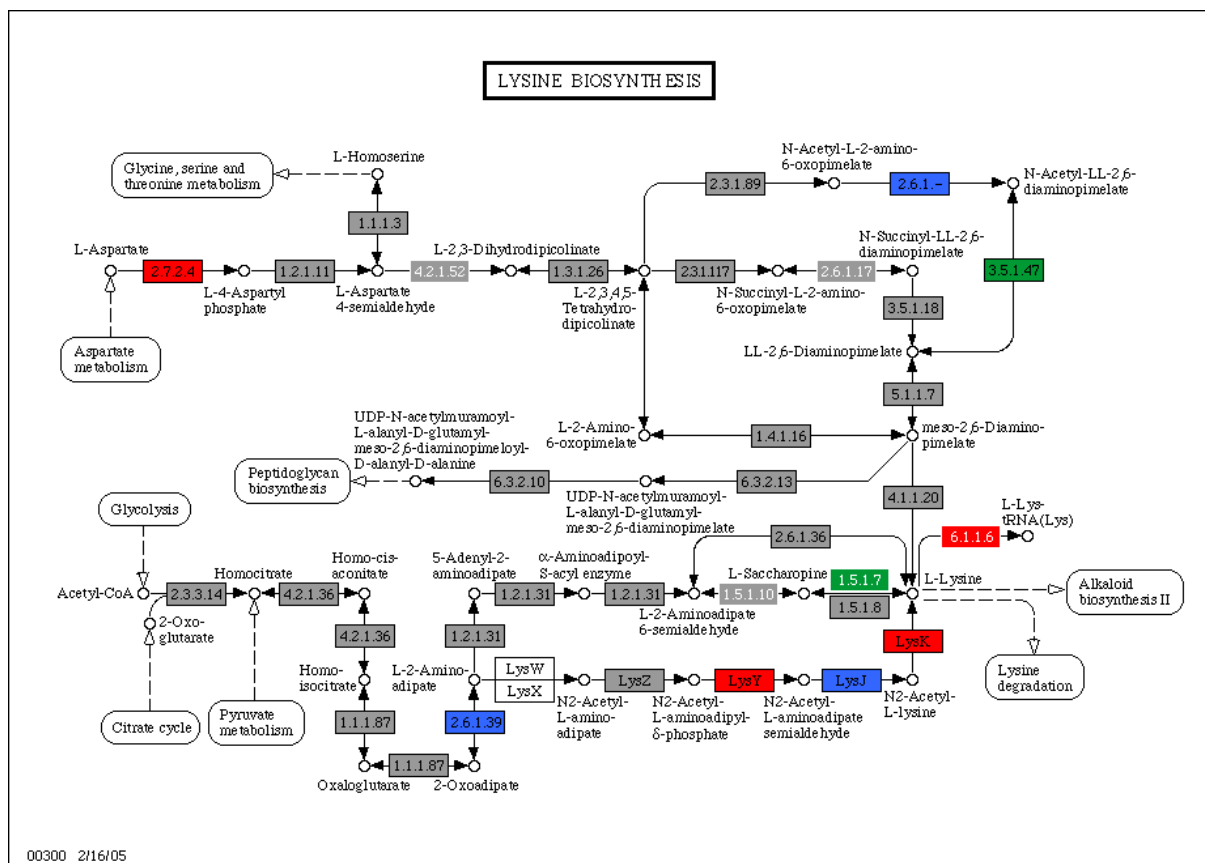 LYSINE BIOSYNTHESIS
Glycine, serine and
threonine metabolism
L-Homoserine
1.1.1.3
N-Acetyl-L-2-amino-
6-oxopimelate
2.3.1.89
2.6.1.-
N-Acetyl-LL-2,6-
diaminopimelate
L-Aspartate
2.7.2.4
L-4-Aspartyl
phosphate
1.2.1.11
L-Aspartate
4-semialdehyde
4.2.1.52
L-2,3-Dihydrodipicolinate
1.3.1.26
L-2,3,4,5-
Tetrahydro-
dipicolinate
2.3.1.117
N-Succinyl-L-2-amino-
6-oxopimelate
2.6.1.17
N-Succinyl-LL-2,6-
diaminopimelate
3.5.1.47
3.5.1.18
Aspartate
metabolism
LL-2,6-Diaminopimelate
5.1.1.7
UDP-N-acetylmuramoyl-
L-alanyl-D-glutamyl-
meso-2,6-diaminopimeloyl-
D-alanyl-D-alanine
L-2-Amino-
6-oxopimelate
1.4.1.16
meso-2,6-Diamino-
pimelate
Peptidoglycan
biosynthesis
6.3.2.10
UDP-N-acetylmuramoyl-
L-alanyl-D-glutamyl-
meso-2,6-diaminopimelate
6.3.2.13
4.1.1.20
L-Lys-
tRNA(Lys)
6.1.1.6
2.6.1.36
Glycolysis
Acetyl-CoA
2.3.3.14
Homocitrate
4.2.1.36
Homo-cis-
aconitate
5-Adenyl-2-
aminoadipate
1.2.1.31
α-Aminoadipoyl-
S-acyl enzyme
1.2.1.31
L-2-Aminoadipate
6-semialdehyde
1.5.1.10
L-Saccharopine
1.5.1.7
1.5.1.8
L-Lysine
Alkaloid
biosynthesis II
2-Oxo-
glutarate
4.2.1.36
1.2.1.31
LysK
Homo-
isocitrate
L-2-Amino-
adipate
LysW
LysX
LysZ
LysY
LysJ
N2-Acetyl-
L-amino-
adipate
N2-Acetyl-
L-aminoadipyl-
δ-phosphate
N2-Acetyl-
L-aminoadipate
semialdehyde
N2-Acetyl-
L-lysine
Lysine
degradation
Citrate cycle
Pyruvate
metabolism
1.1.1.87
2.6.1.39
1.1.1.87
Oxaloglutarate
2-Oxoadipate
00300 2/16/05